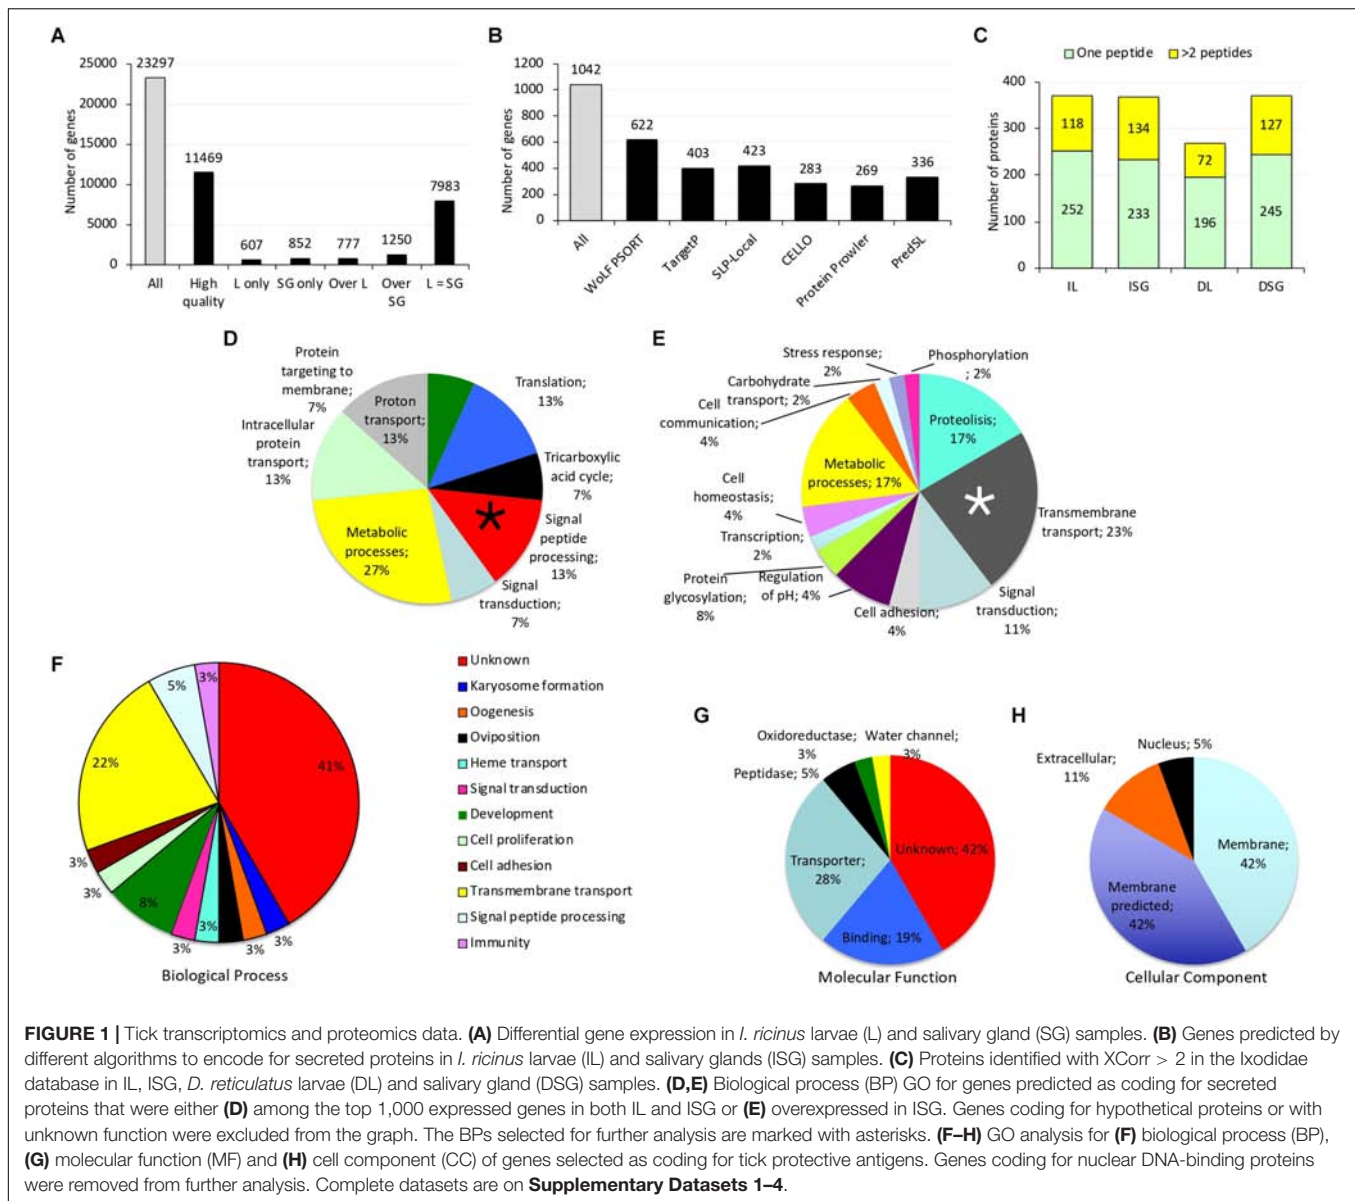 A
Number of genes
25000
20000
15000
10000
5000
0
23297
11469
607
852
777
1250
7983
All
High
quality
L only
SG only
Over L
Over
SG
L = SG
B
Number of genes
1200
1000
800
600
400
200
0
1042
622
403
423
283
269
336
All
WoLF PSORT
TargetP
SLP-Local
CELLO
Protein Prowler
PredSL
C
One peptide
>2 peptides
Number of proteins
400
300
200
100
0
118
134
72
127
252
233
196
245
IL
ISG
DL
DSG
D
Protein
targeting to
membrane;
7%
Translation;
13%
Proton
transport;
13%
Intracellular
protein
transport;
13%
Tricarboxylic
acid cycle;
7%
Metabolic
processes;
27%
*
Signal
peptide
processing;
13%
Signal
transduction;
7%
E
Stress response;
2%
Phosphorylation
; 2%
Carbohydrate
transport; 2%
Cell
communication;
4%
Proteolisis;
17%
Metabolic
processes; 17%
Cell
homeostasis;
4%
*
Transmembrane
transport; 23%
Transcription;
2%
Protein
glycosylation;
8%
Regulation
of pH; 4%
Cell adhesion;
4%
Signal
transduction;
11%
F
3%
5%
22%
41%
3%
3%
8%
3%
3%
3%
3%
Biological Process
Unknown
Karyosome formation
Oogenesis
Oviposition
Heme transport
Signal transduction
Development
Cell proliferation
Cell adhesion
Transmembrane transport
Signal peptide processing
Immunity
G
Oxidoreductase;
3%
Water channel;
3%
Peptidase; 5%
Transporter;
28%
Unknown; 42%
Binding; 19%
Molecular Function
H
Nucleus; 5%
Extracellular;
11%
Membrane;
42%
Membrane
predicted;
42%
Cellular Component
FIGURE 1 | Tick transcriptomics and proteomics data. (A) Differential gene expression in I. ricinus larvae (L) and salivary gland (SG) samples. (B) Genes predicted by
different algorithms to encode for secreted proteins in I. ricinus larvae (IL) and salivary glands (ISG) samples. (C) Proteins identified with XCorr > 2 in the Ixodidae
database in IL, ISG, D. reticulatus larvae (DL) and salivary gland (DSG) samples. (D,E) Biological process (BP) GO for genes predicted as coding for secreted
proteins that were either (D) among the top 1,000 expressed genes in both IL and ISG or (E) overexpressed in ISG. Genes coding for hypothetical proteins or with
unknown function were excluded from the graph. The BPs selected for further analysis are marked with asterisks. (F–H) GO analysis for (F) biological process (BP),
(G) molecular function (MF) and (H) cell component (CC) of genes selected as coding for tick protective antigens. Genes coding for nuclear DNA-binding proteins
were removed from further analysis. Complete datasets are on Supplementary Datasets 1–4.